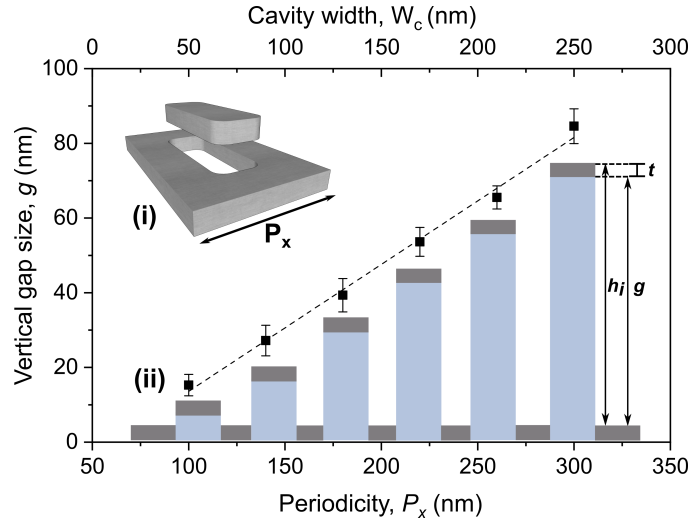 Cavity width, W_c (nm)
0 50 100 150 200 250 300
Vertical gap size, g (nm)
100
80
60
40
20
0
(i)
P_x
t
h_i g
(ii)
50 100 150 200 250 300 350
Periodicity, P_x (nm)